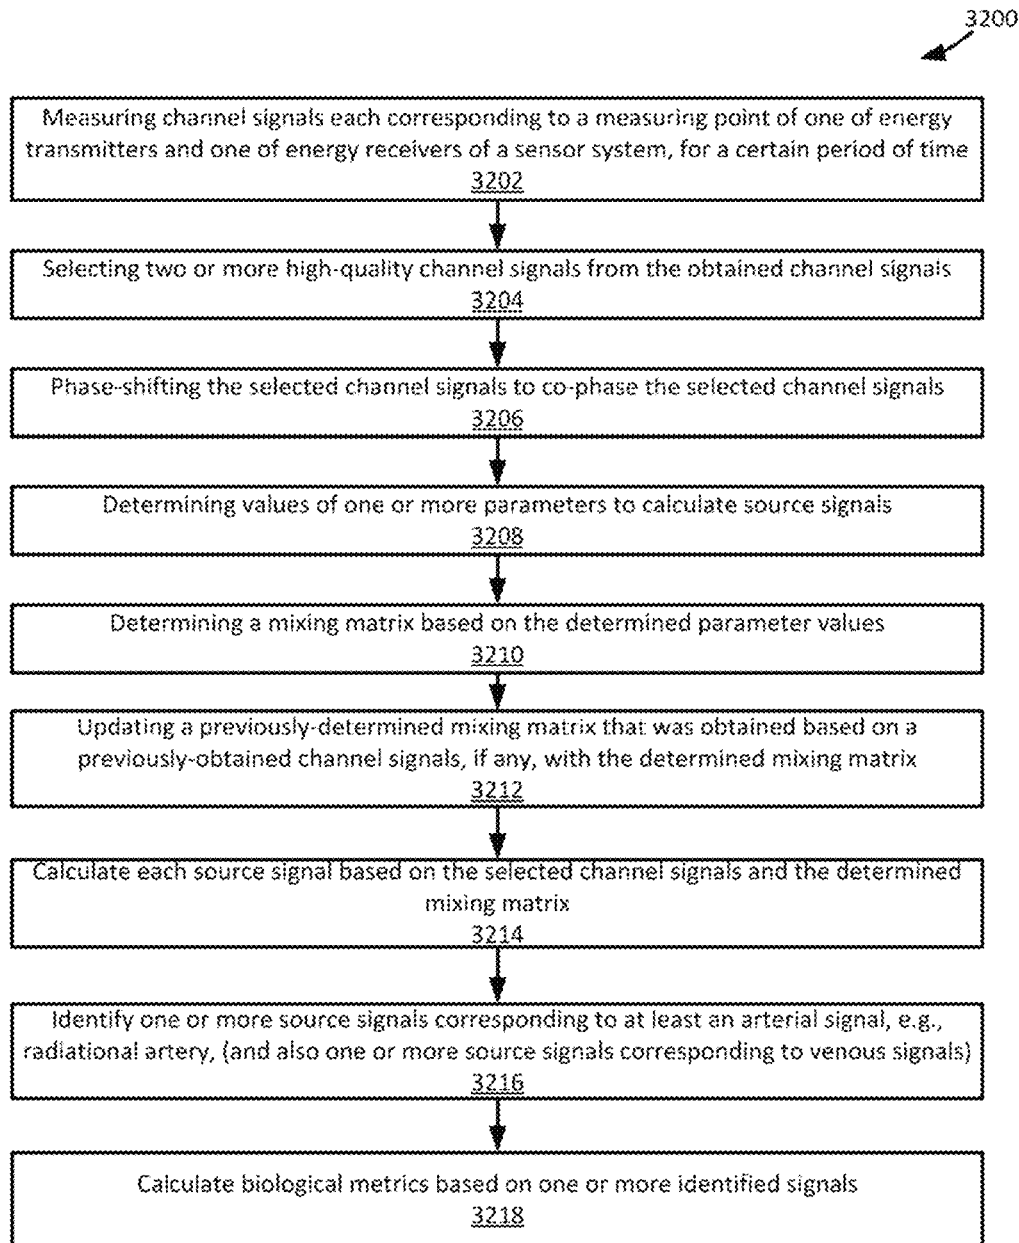 3200
Measuring channel signals each corresponding to a measuring point of one of energy
transmitters and one of energy receivers of a sensor system, for a certain period of time
3202
Selecting two or more high-quality channel signals from the obtained channel signals
3204
Phase-shifting the selected channel signals to co-phase the selected channel signals
3206
Determining values of one or more parameters to calculate source signals
3208
Determining a mixing matrix based on the determined parameter values
3210
Updating a previously-determined mixing matrix that was obtained based on a
previously-obtained channel signals, if any, with the determined mixing matrix
3212
Calculate each source signal based on the selected channel signals and the determined
mixing matrix
3214
Identify one or more source signals corresponding to at least an arterial signal, e.g.,
radiational artery, (and also one or more source signals corresponding to venous signals)
3216
Calculate biological metrics based on one or more identified signals
3218